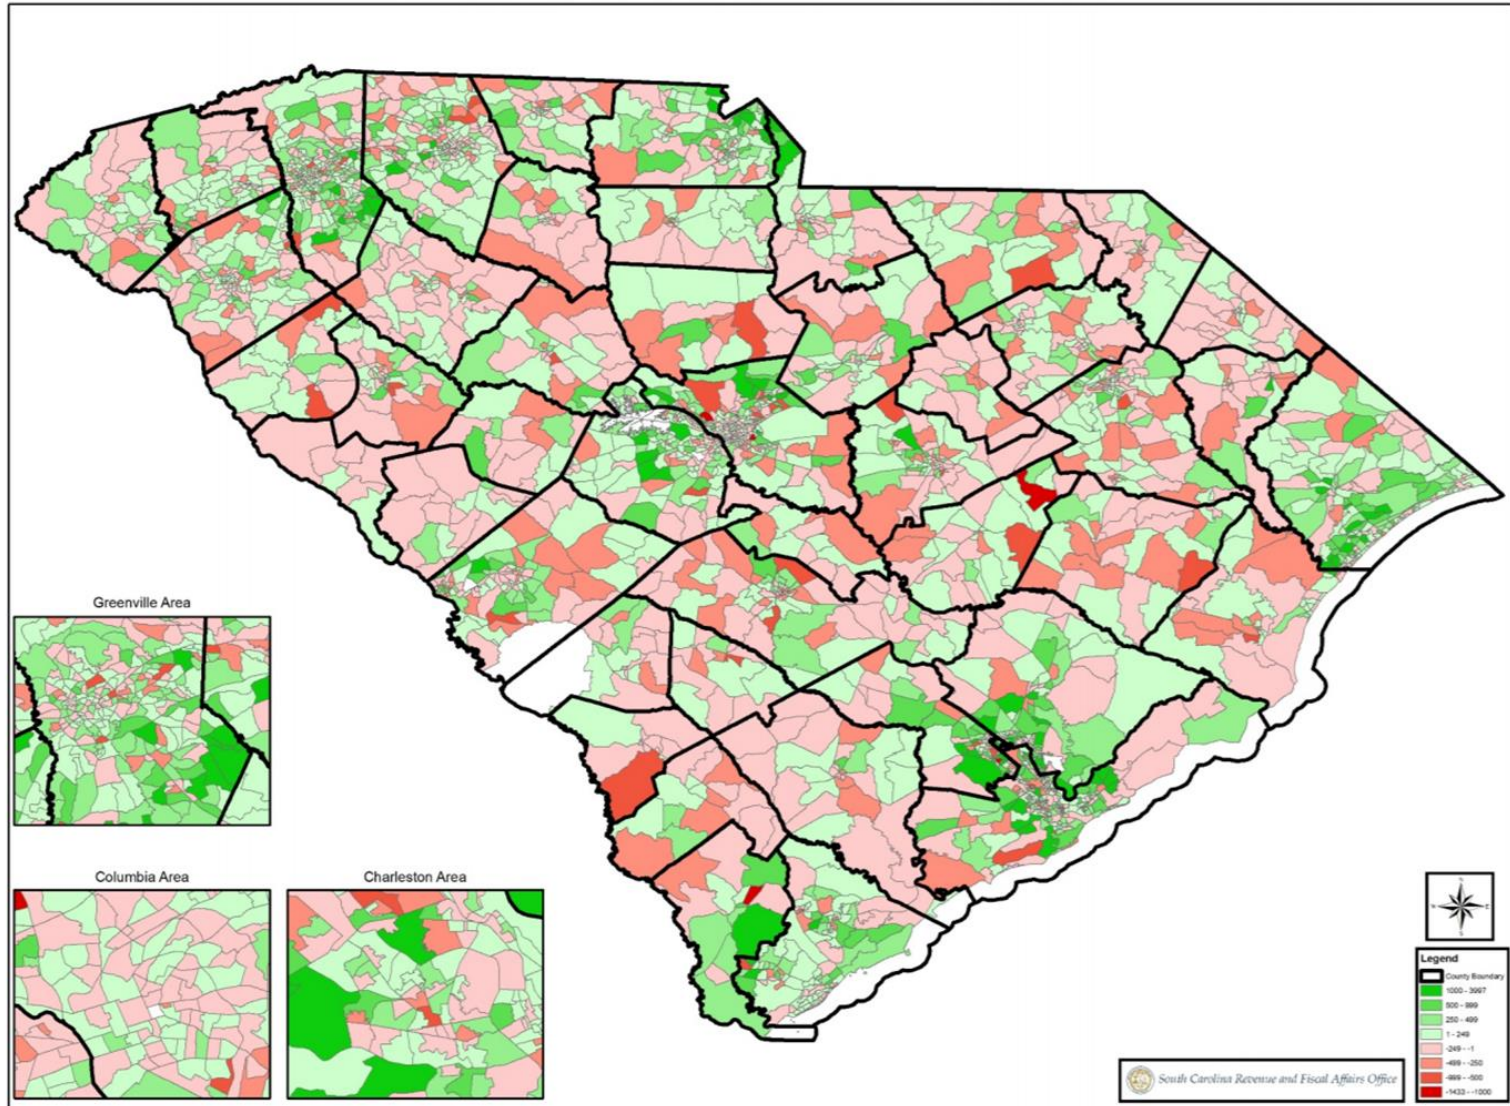 Greenville Area
Columbia Area
Charleston Area
N
W
E
S
Legend
County Boundary
1000 - 3997
500 - 999
250 - 499
1 - 249
-249 - -1
-499 - -250
-999 - -500
-1433 - -1000
South Carolina Revenue and Fiscal Affairs Office